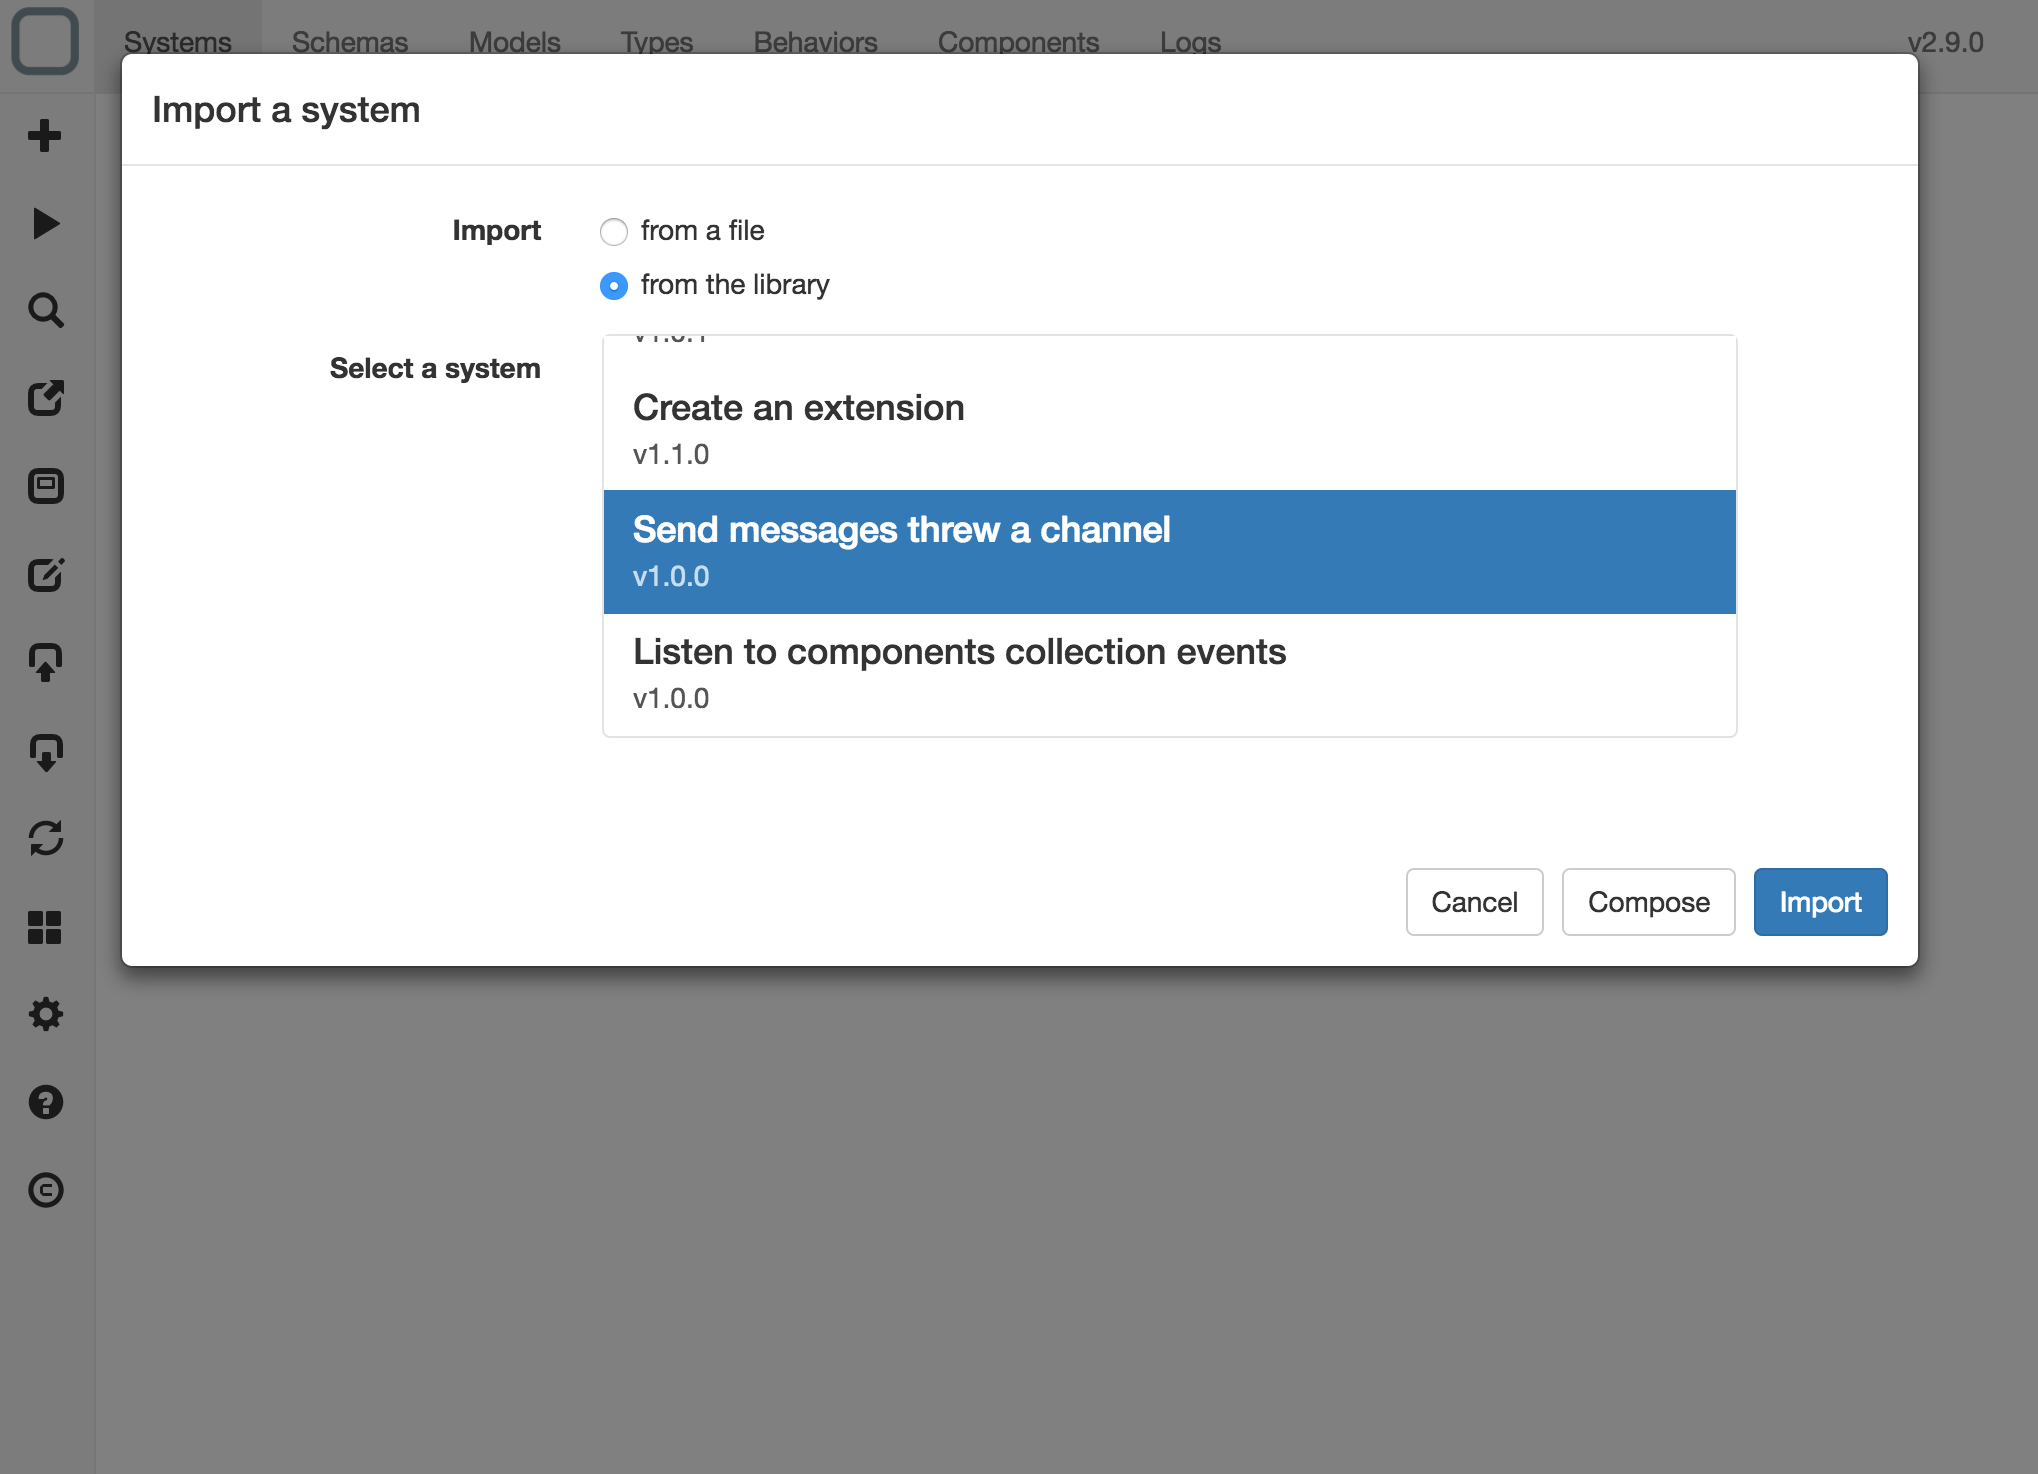 Systems Schemas Models Types Behaviors Components Logs v2.9.0
Import a system
Import
from a file
from the library
Select a system
Create an extension
v1.1.0
Send messages threw a channel
v1.0.0
Listen to components collection events
v1.0.0
Cancel Compose Import